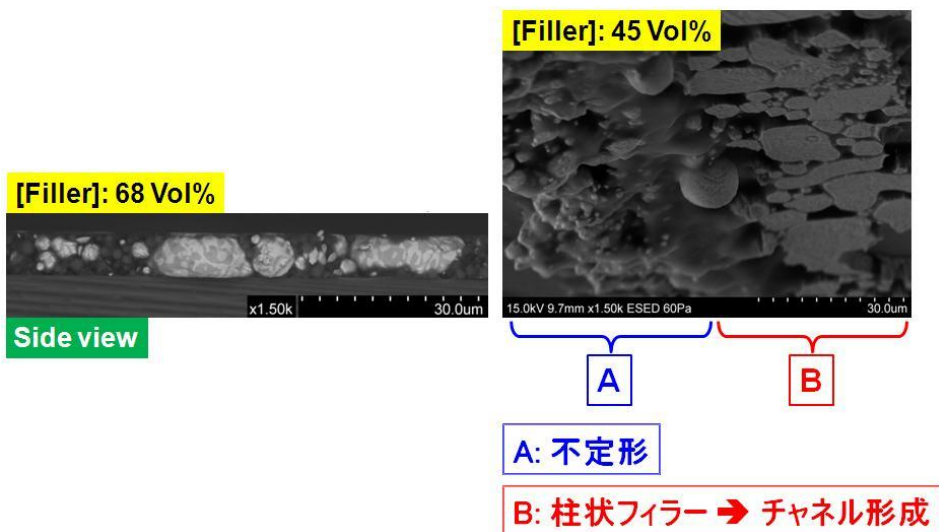 [Filler]: 68 Vol%
x1.50k 30.0um
Side view
[Filler]: 45 Vol%
15.0kV 9.7mm x1.50k ESED 60Pa 30.0um
A B
A: 不定形
B: 柱状フィラー ➔ チャネル形成